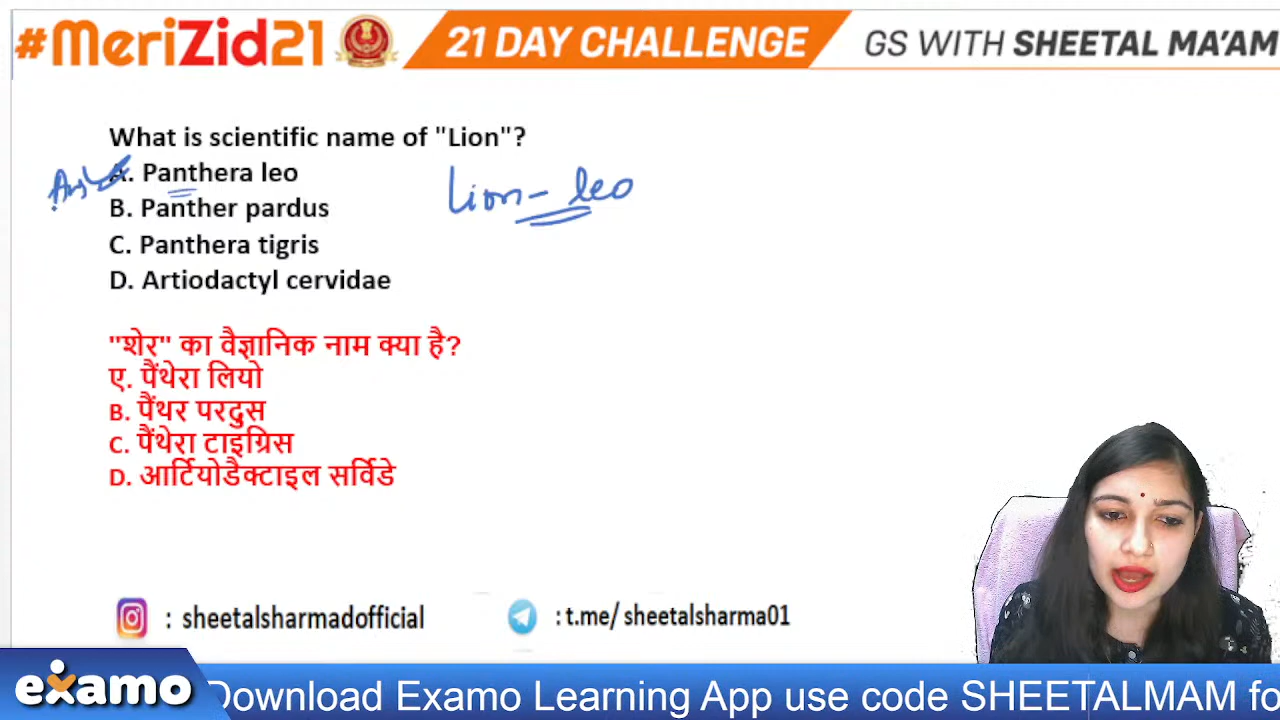 #MeriZid21 21 DAY CHALLENGE GS WITH SHEETAL MA'AM
What is scientific name of "Lion"?
Ans A. Panthera leo
Lion - leo
B. Panther pardus
C. Panthera tigris
D. Artiodactyl cervidae
"शेर" का वैज्ञानिक नाम क्या है?
ए. पैंथेरा लियो
B. पैंथर परदुस
C. पैंथेरा टाइग्रिस
D. आर्टियोडैक्टाइल सर्विडे
: sheetalsharmadofficial : t.me/ sheetalsharma01
examo Download Examo Learning App use code SHEETALMAM fo